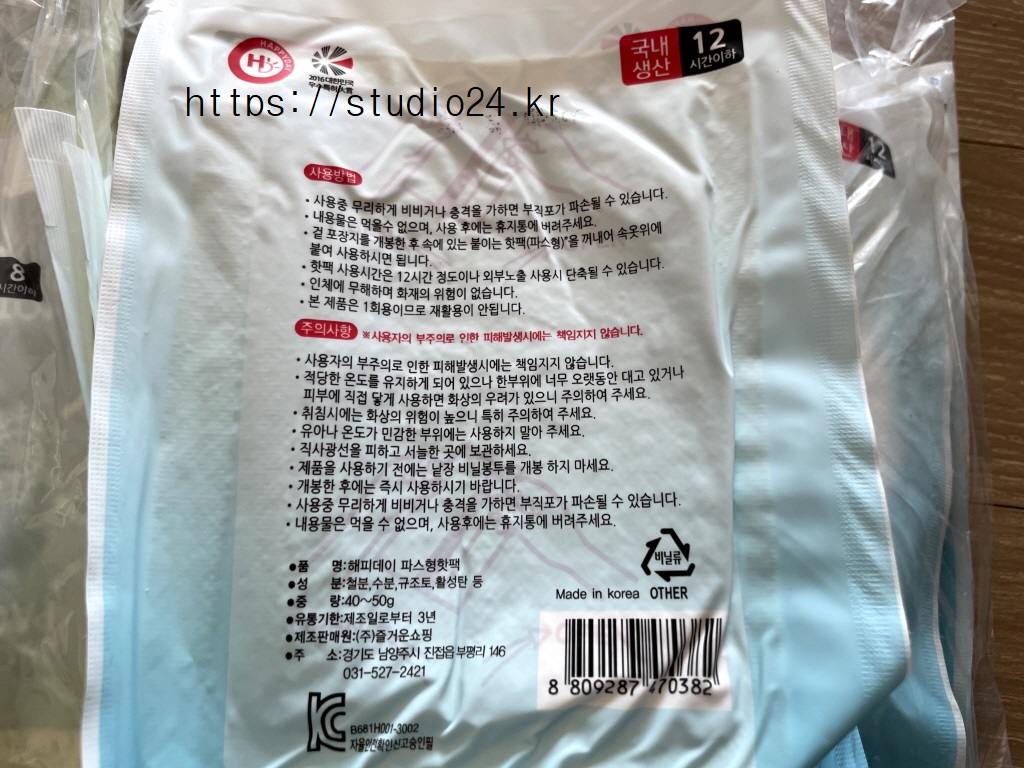 HAPPYDAY
HD
2016 대한민국
우수특허大賞
국내
생산
12
시간이하
https://studio24.kr
사용방법
• 사용중 무리하게 비비거나 충격을 가하면 부직포가 파손될 수 있습니다.
• 내용물은 먹을수 없으며, 사용 후에는 휴지통에 버려주세요.
• 겉 포장지를 개봉한 후 속에 있는 붙이는 핫팩(파스형)"을 꺼내어 속옷위에
붙여 사용하시면 됩니다.
• 핫팩 사용시간은 12시간 정도이나 외부노출 사용시 단축될 수 있습니다.
• 인체에 무해하며 화재의 위험이 없습니다.
• 본 제품은 1회용이므로 재활용이 안됩니다.
주의사항 ※사용자의 부주의로 인한 피해발생시에는 책임지지 않습니다.
• 사용자의 부주의로 인한 피해발생시에는 책임지지 않습니다.
• 적당한 온도를 유지하게 되어 있으나 한부위에 너무 오랫동안 대고 있거나
피부에 직접 닿게 사용하면 화상의 우려가 있으니 주의하여 주세요.
• 취침시에는 화상의 위험이 높으니 특히 주의하여 주세요.
• 유아나 온도가 민감한 부위에는 사용하지 말아 주세요.
• 직사광선을 피하고 서늘한 곳에 보관하세요.
• 제품을 사용하기 전에는 낱장 비닐봉투를 개봉 하지 마세요.
• 개봉한 후에는 즉시 사용하시기 바랍니다.
• 사용중 무리하게 비비거나 충격을 가하면 부직포가 파손될 수 있습니다.
• 내용물은 먹을 수 없으며, 사용후에는 휴지통에 버려주세요.
●품 명:해피데이 파스형핫팩
●성 분:철분,수분,규조토,활성탄 등
●중 량:40~50g
●유통기한:제조일로부터 3년
●제조판매원:(주)즐거운쇼핑
●주 소:경기도 남양주시 진접읍 부평리 146
031-527-2421
비닐류
Made in korea OTHER
8 809287 470382
B681H001-3002
자율안전확인신고승인필
8
시간이하
12